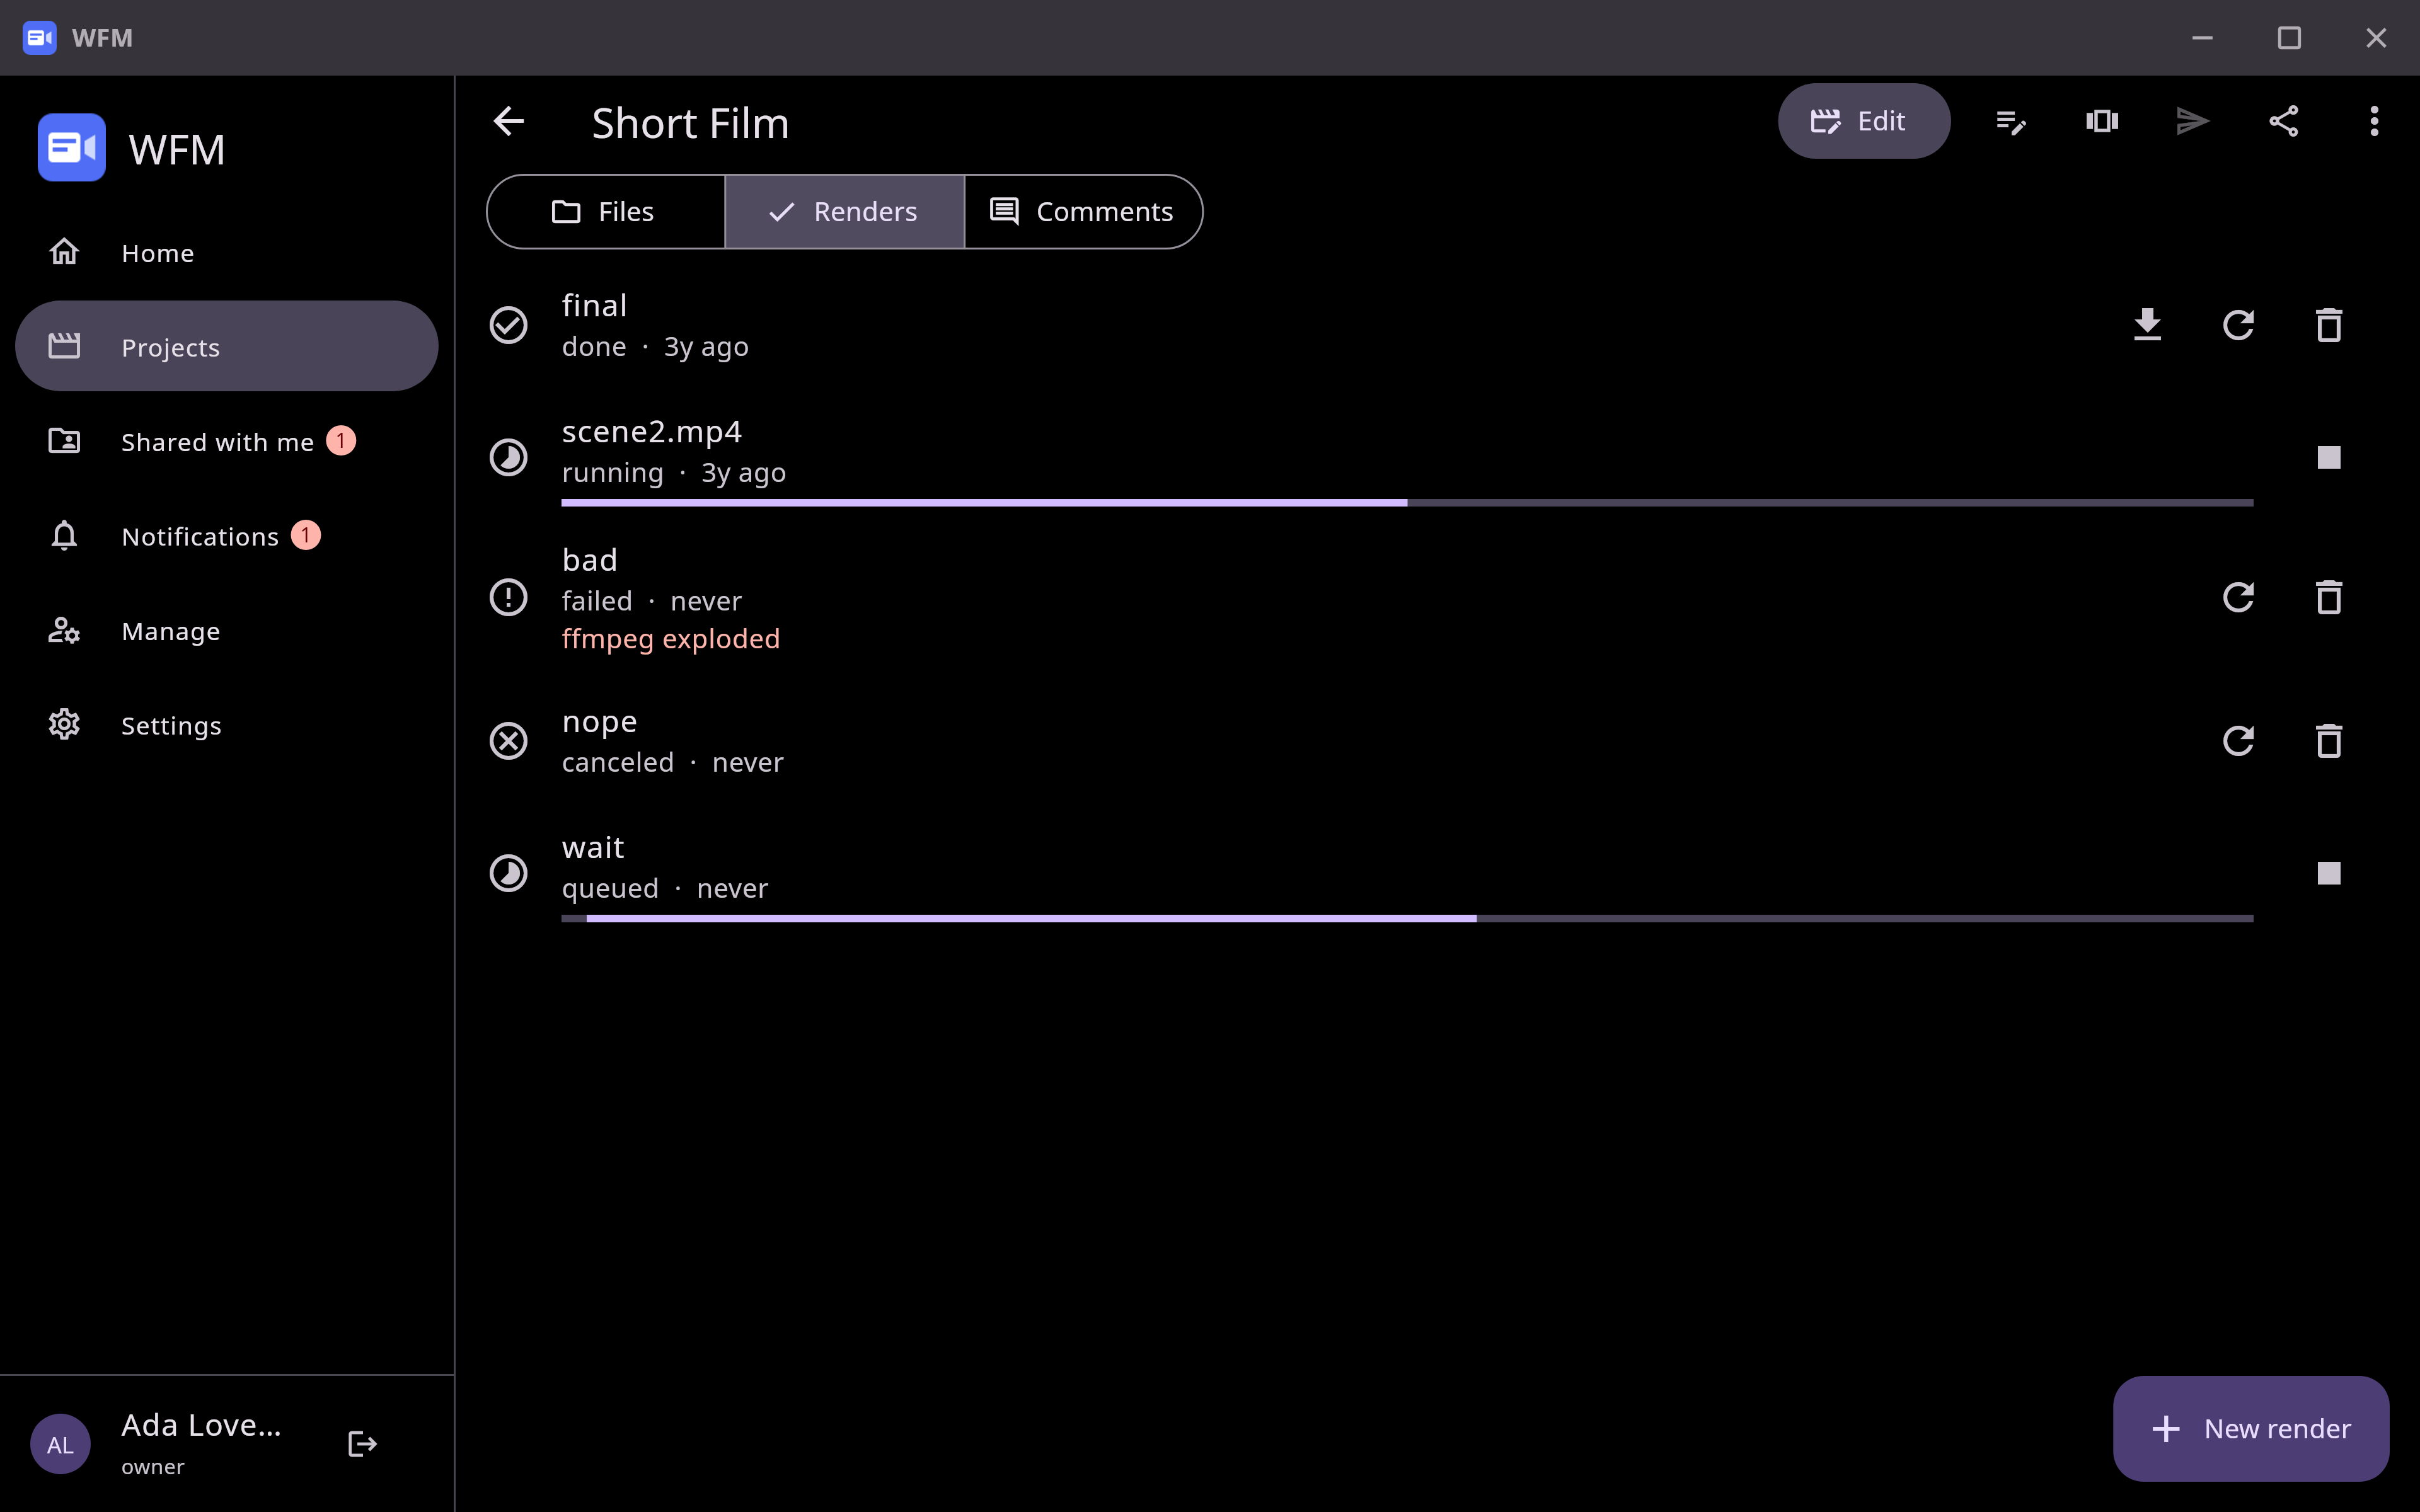 WFM
WFM
Home
Projects
Shared with me 1
Notifications 1
Manage
Settings
AL
Ada Love...
owner
Short Film
Edit
Files
Renders
Comments
final
done · 3y ago
scene2.mp4
running · 3y ago
bad
failed · never
ffmpeg exploded
nope
canceled · never
wait
queued · never
New render